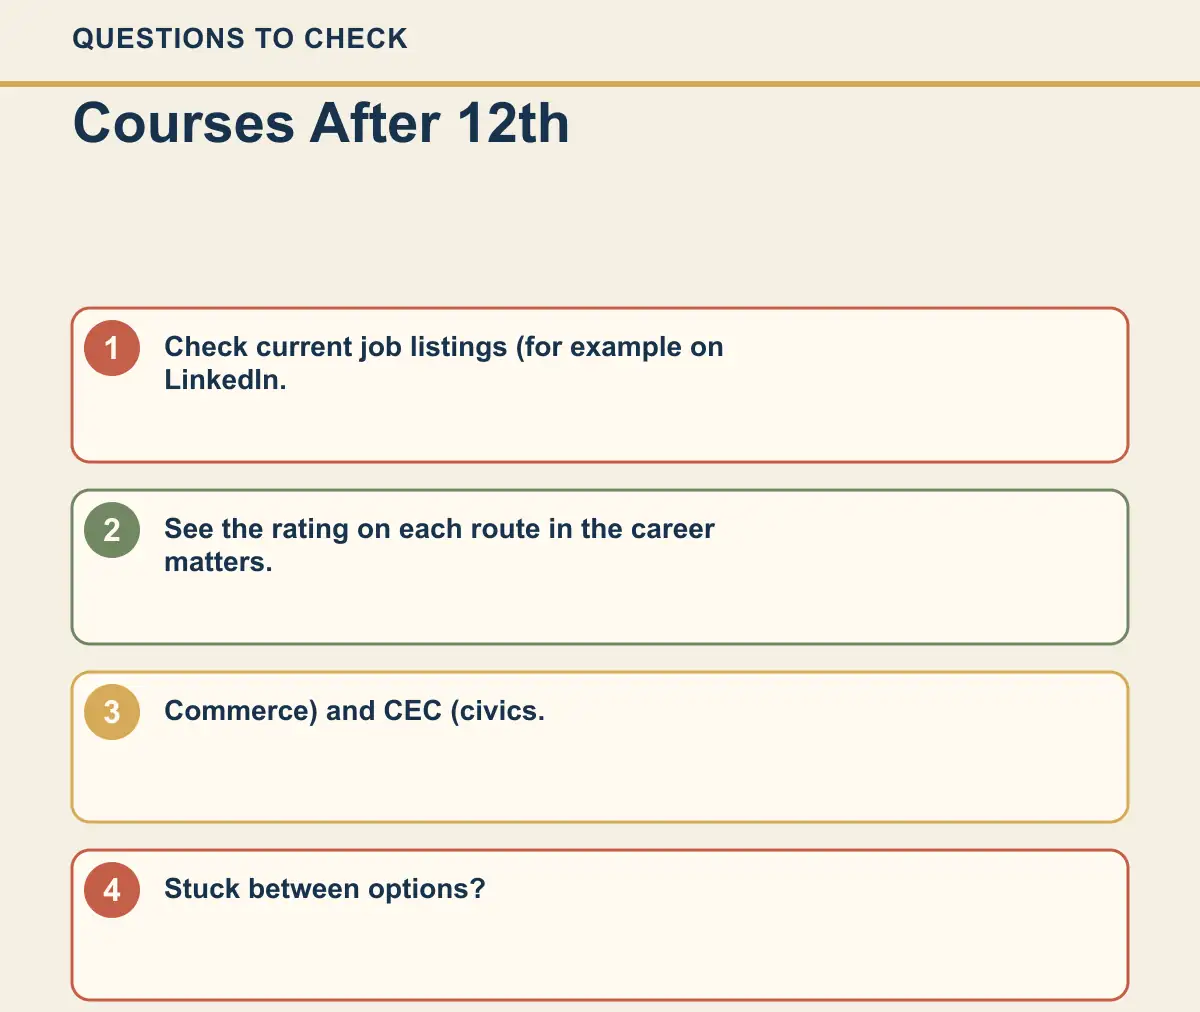 QUESTIONS TO CHECK
Courses After 12th
1
Check current job listings (for example on
LinkedIn.
2
See the rating on each route in the career
matters.
3
Commerce) and CEC (civics.
4
Stuck between options?